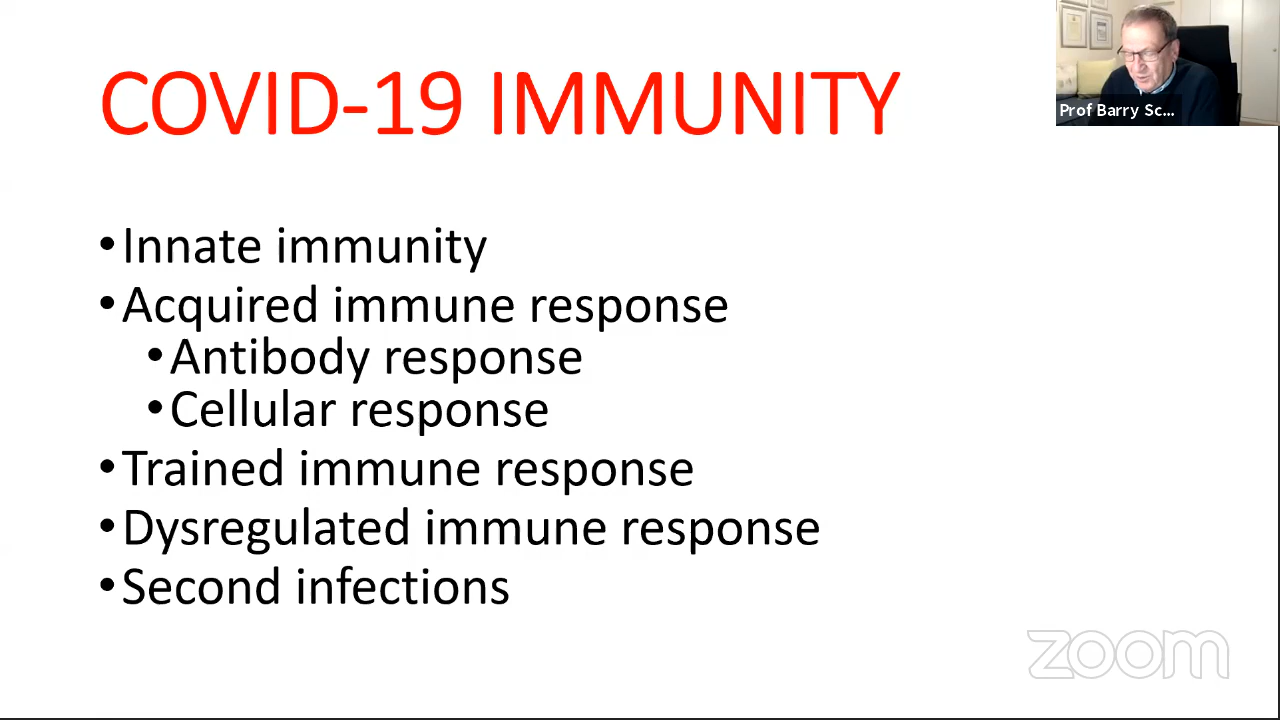 COVID-19 IMMUNITY
Prof Barry Sc...
•Innate immunity
•Acquired immune response
•Antibody response
•Cellular response
•Trained immune response
•Dysregulated immune response
•Second infections
zoom